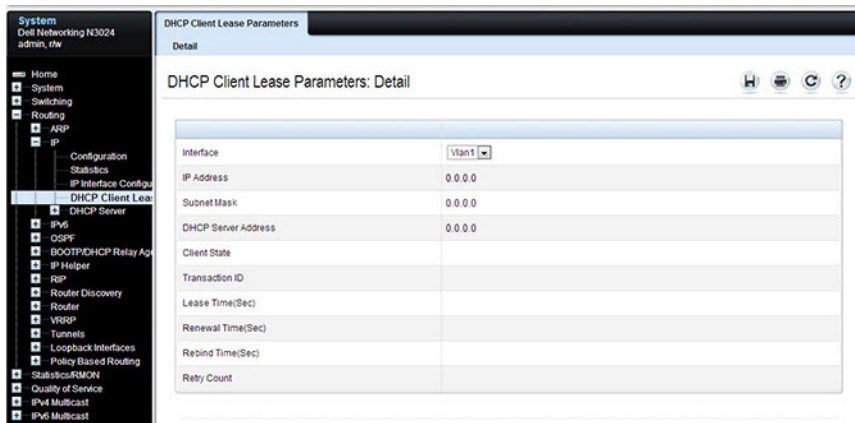 System
Dell Networking N3024
admin, r/w
Home
System
Switching
Routing
ARP
IP
Configuration
Statistics
IP Interface Configu
DHCP Client Leas
DHCP Server
IPv6
OSPF
BOOTP/DHCP Relay Age
IP Helper
RIP
Router Discovery
Router
VRRP
Tunnels
Loopback Interfaces
Policy Based Routing
Statistics/RMON
Quality of Service
IPv4 Multicast
IPv6 Multicast
DHCP Client Lease Parameters
Detail
DHCP Client Lease Parameters: Detail
H C ?
Interface Vlan1
IP Address 0.0.0.0
Subnet Mask 0.0.0.0
DHCP Server Address 0.0.0.0
Client State
Transaction ID
Lease Time(Sec)
Renewal Time(Sec)
Rebind Time(Sec)
Retry Count